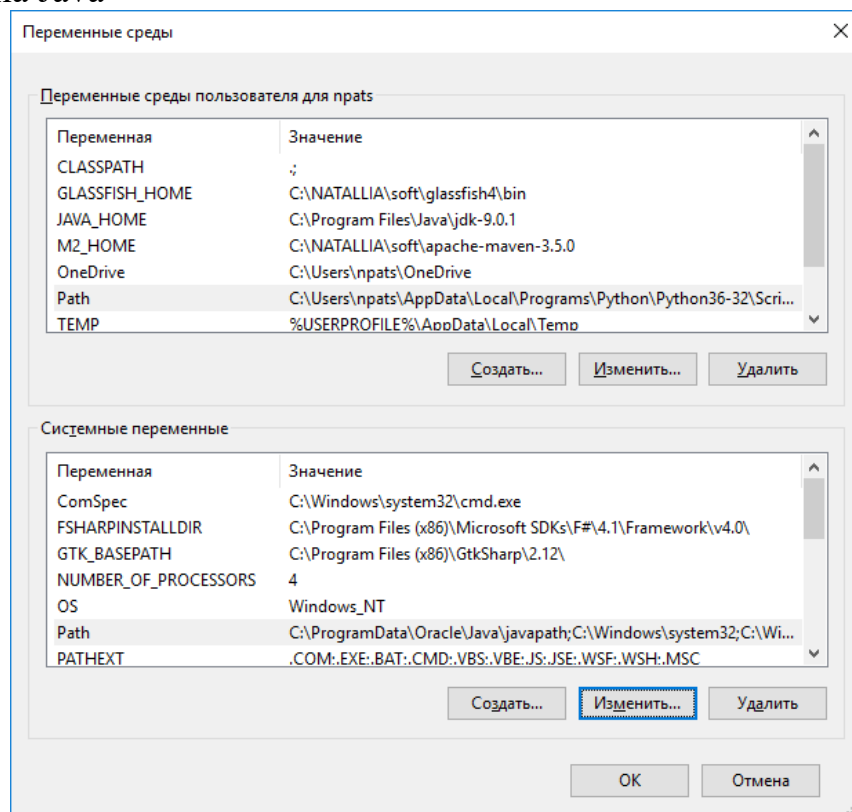 Java
Переменные среды
Переменные среды пользователя для npats
Переменная Значение
CLASSPATH .;
GLASSFISH_HOME C:\NATALLIA\soft\glassfish4\bin
JAVA_HOME C:\Program Files\Java\jdk-9.0.1
M2_HOME C:\NATALLIA\soft\apache-maven-3.5.0
OneDrive C:\Users\npats\OneDrive
Path C:\Users\npats\AppData\Local\Programs\Python\Python36-32\Scri...
TEMP %USERPROFILE%\AppData\Local\Temp
Создать... Изменить... Удалить
Системные переменные
Переменная Значение
ComSpec C:\Windows\system32\cmd.exe
FSHARPINSTALLDIR C:\Program Files (x86)\Microsoft SDKs\F#\4.1\Framework\v4.0\
GTK_BASEPATH C:\Program Files (x86)\GtkSharp\2.12\
NUMBER_OF_PROCESSORS 4
OS Windows_NT
Path C:\ProgramData\Oracle\Java\javapath;C:\Windows\system32;C:\Wi...
PATHEXT .COM;.EXE;.BAT;.CMD;.VBS;.VBE;.JS;.JSE;.WSF;.WSH;.MSC
Создать... Изменить... Удалить
OK Отмена